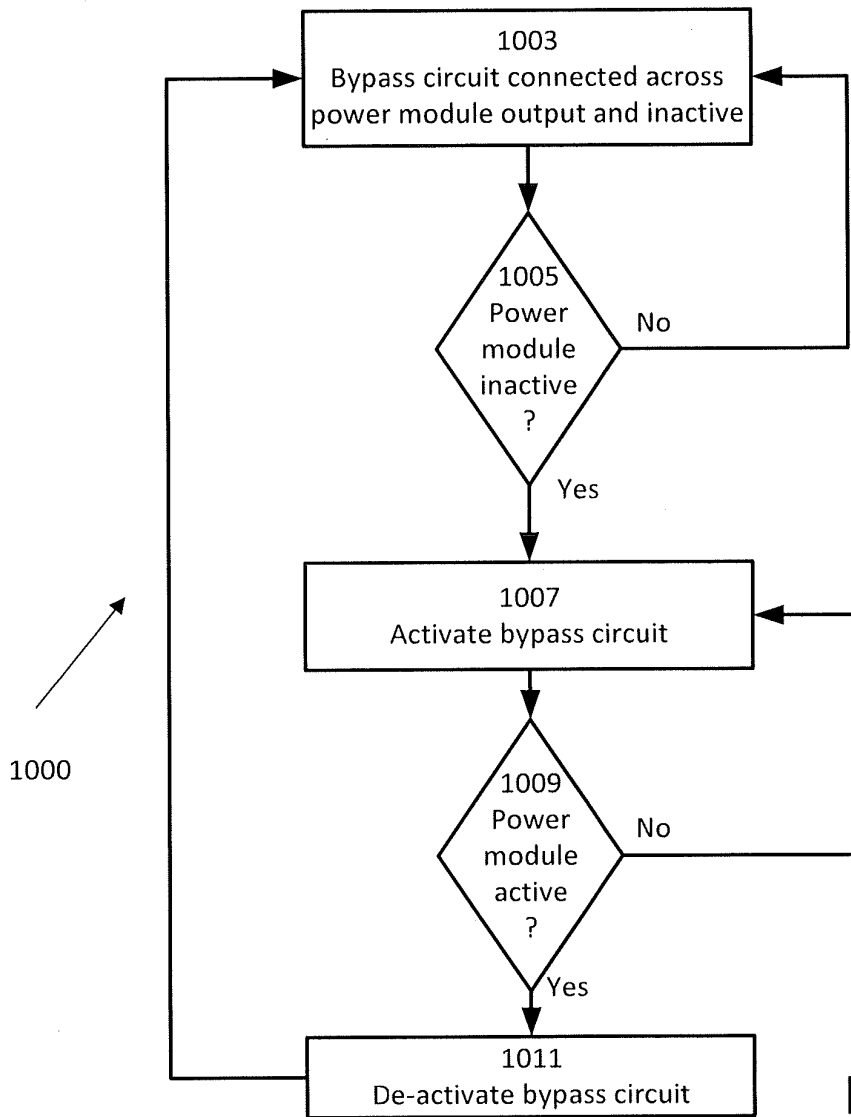 1003
Bypass circuit connected across
power module output and inactive
1005
Power
module
inactive
?
No
Yes
1007
Activate bypass circuit
1000
1009
Power
module
active
?
No
Yes
1011
De-activate bypass circuit